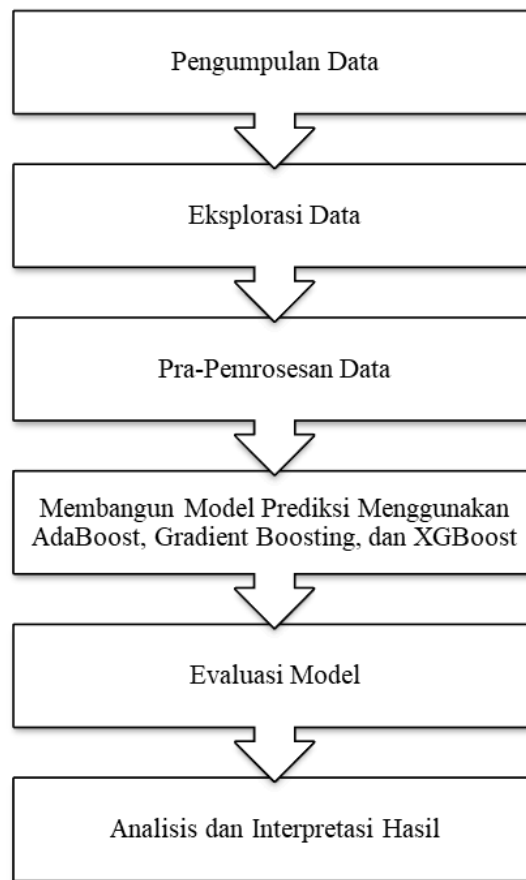 Pengumpulan Data
Eksplorasi Data
Pra-Pemrosesan Data
Membangun Model Prediksi Menggunakan
AdaBoost, Gradient Boosting, dan XGBoost
Evaluasi Model
Analisis dan Interpretasi Hasil